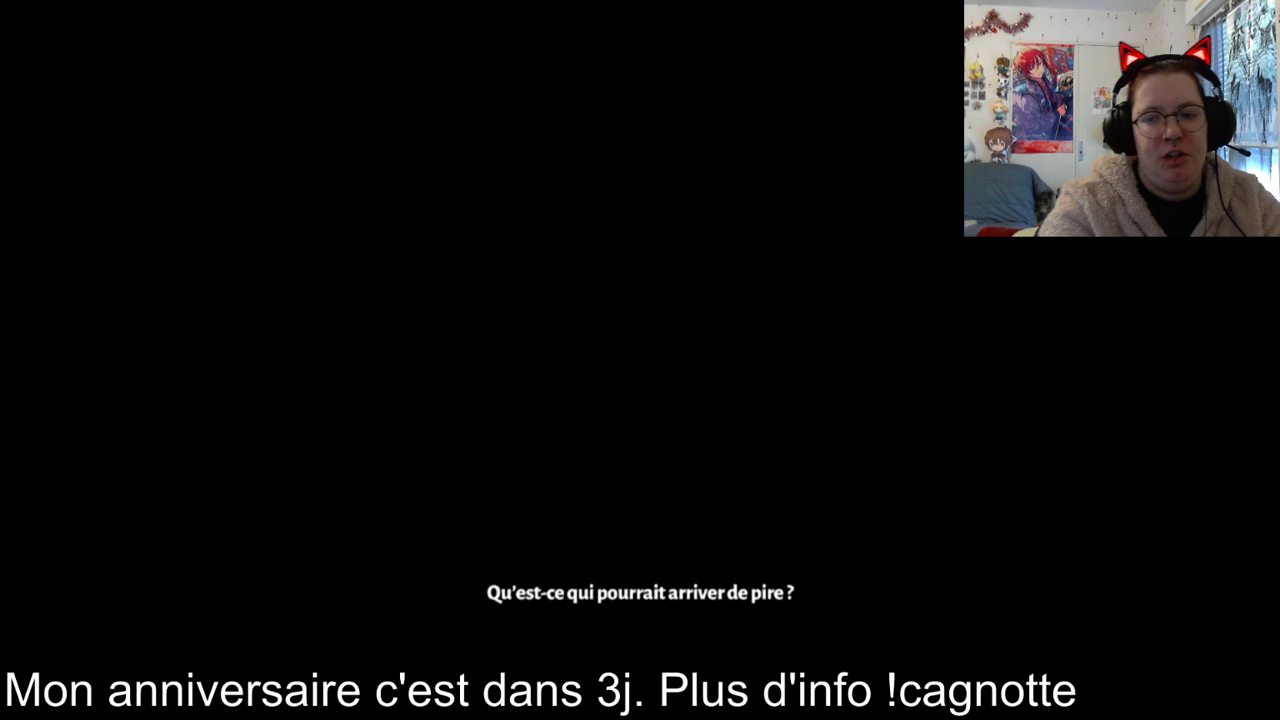 Qu'est-ce qui pourrait arriver de pire ?
Mon anniversaire c'est dans 3j. Plus d'info !cagnotte